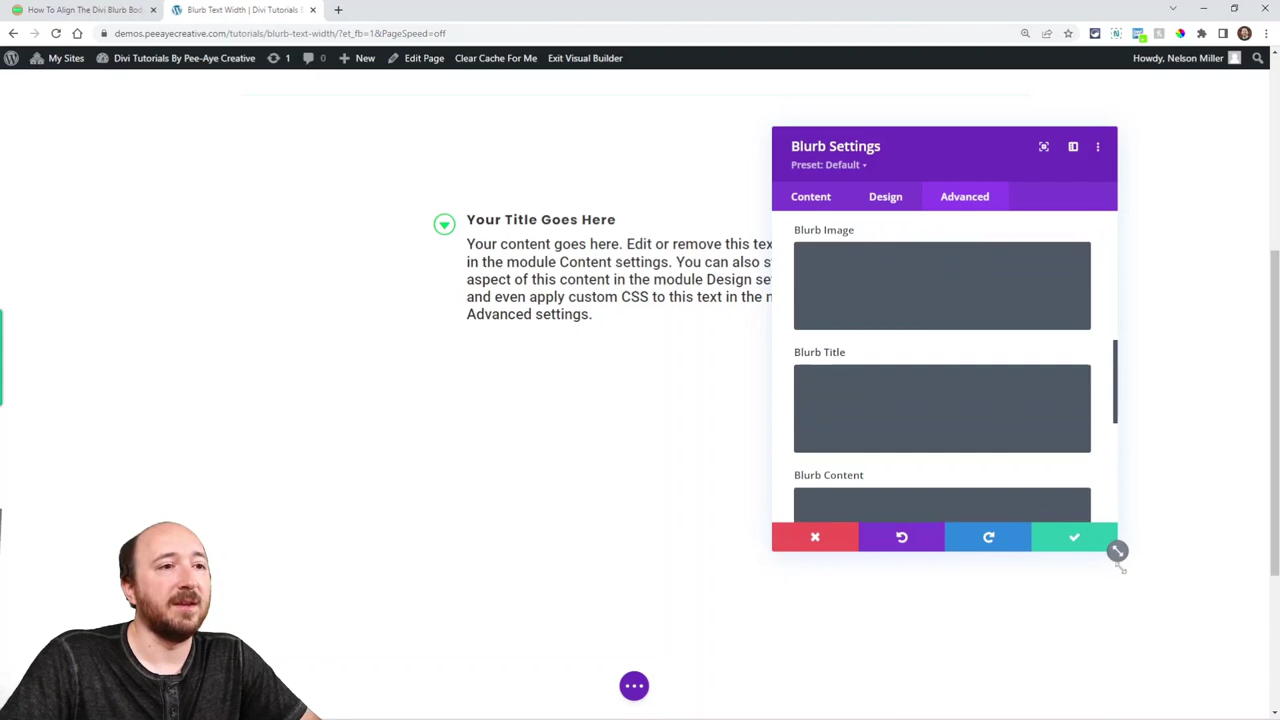 How To Align The Divi Blurb Bod
Blurb Text Width | Divi Tutorials B
demos.peeayecreative.com/tutorials/blurb-text-width/?et_fb=1&PageSpeed=off
My Sites
Divi Tutorials By Pee-Aye Creative
1
0
New
Edit Page
Clear Cache For Me
Exit Visual Builder
Howdy, Nelson Miller
Blurb Settings
Preset: Default
Content
Design
Advanced
Your Title Goes Here
Your content goes here. Edit or remove this tex
in the module Content settings. You can also s
aspect of this content in the module Design se
and even apply custom CSS to this text in the m
Advanced settings.
Blurb Image
Blurb Title
Blurb Content